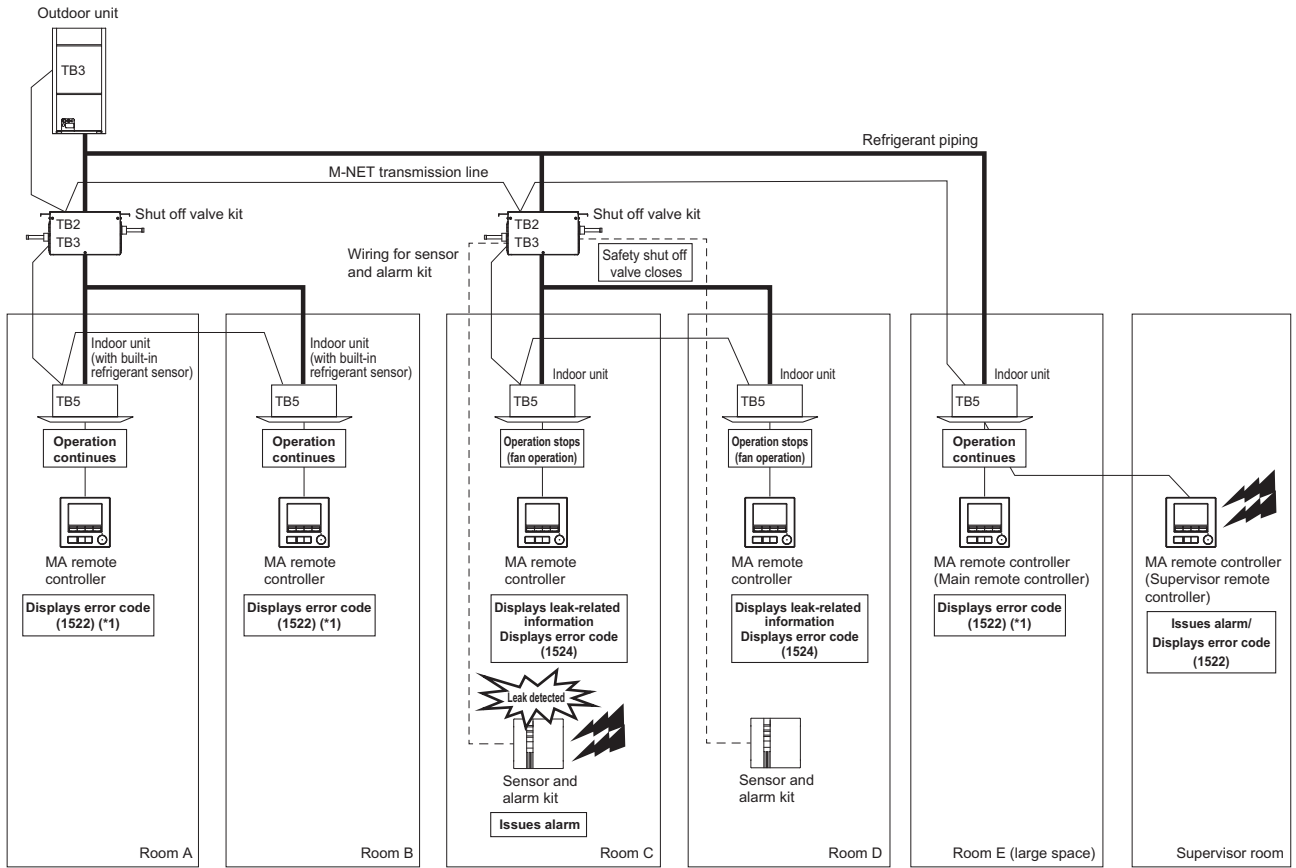 Outdoor unit
TB3
Refrigerant piping
M-NET transmission line
TB2
TB3
Shut off valve kit
TB2
TB3
Shut off valve kit
Wiring for sensor
and alarm kit
Safety shut off
valve closes
Indoor unit
(with built-in
refrigerant sensor)
TB5
Operation
continues
MA remote
controller
Displays error code
(1522) (*1)
Room A
Indoor unit
(with built-in
refrigerant sensor)
TB5
Operation
continues
MA remote
controller
Displays error code
(1522) (*1)
Room B
Indoor unit
TB5
Operation stops
(fan operation)
MA remote
controller
Displays leak-related
information
Displays error code
(1524)
Leak detected
Sensor and
alarm kit
Issues alarm
Room C
Indoor unit
TB5
Operation stops
(fan operation)
MA remote
controller
Displays leak-related
information
Displays error code
(1524)
Sensor and
alarm kit
Room D
Indoor unit
TB5
Operation
continues
MA remote controller
(Main remote controller)
Displays error code
(1522) (*1)
Room E (large space)
MA remote controller
(Supervisor remote
controller)
Issues alarm/
Displays error code
(1522)
Supervisor room